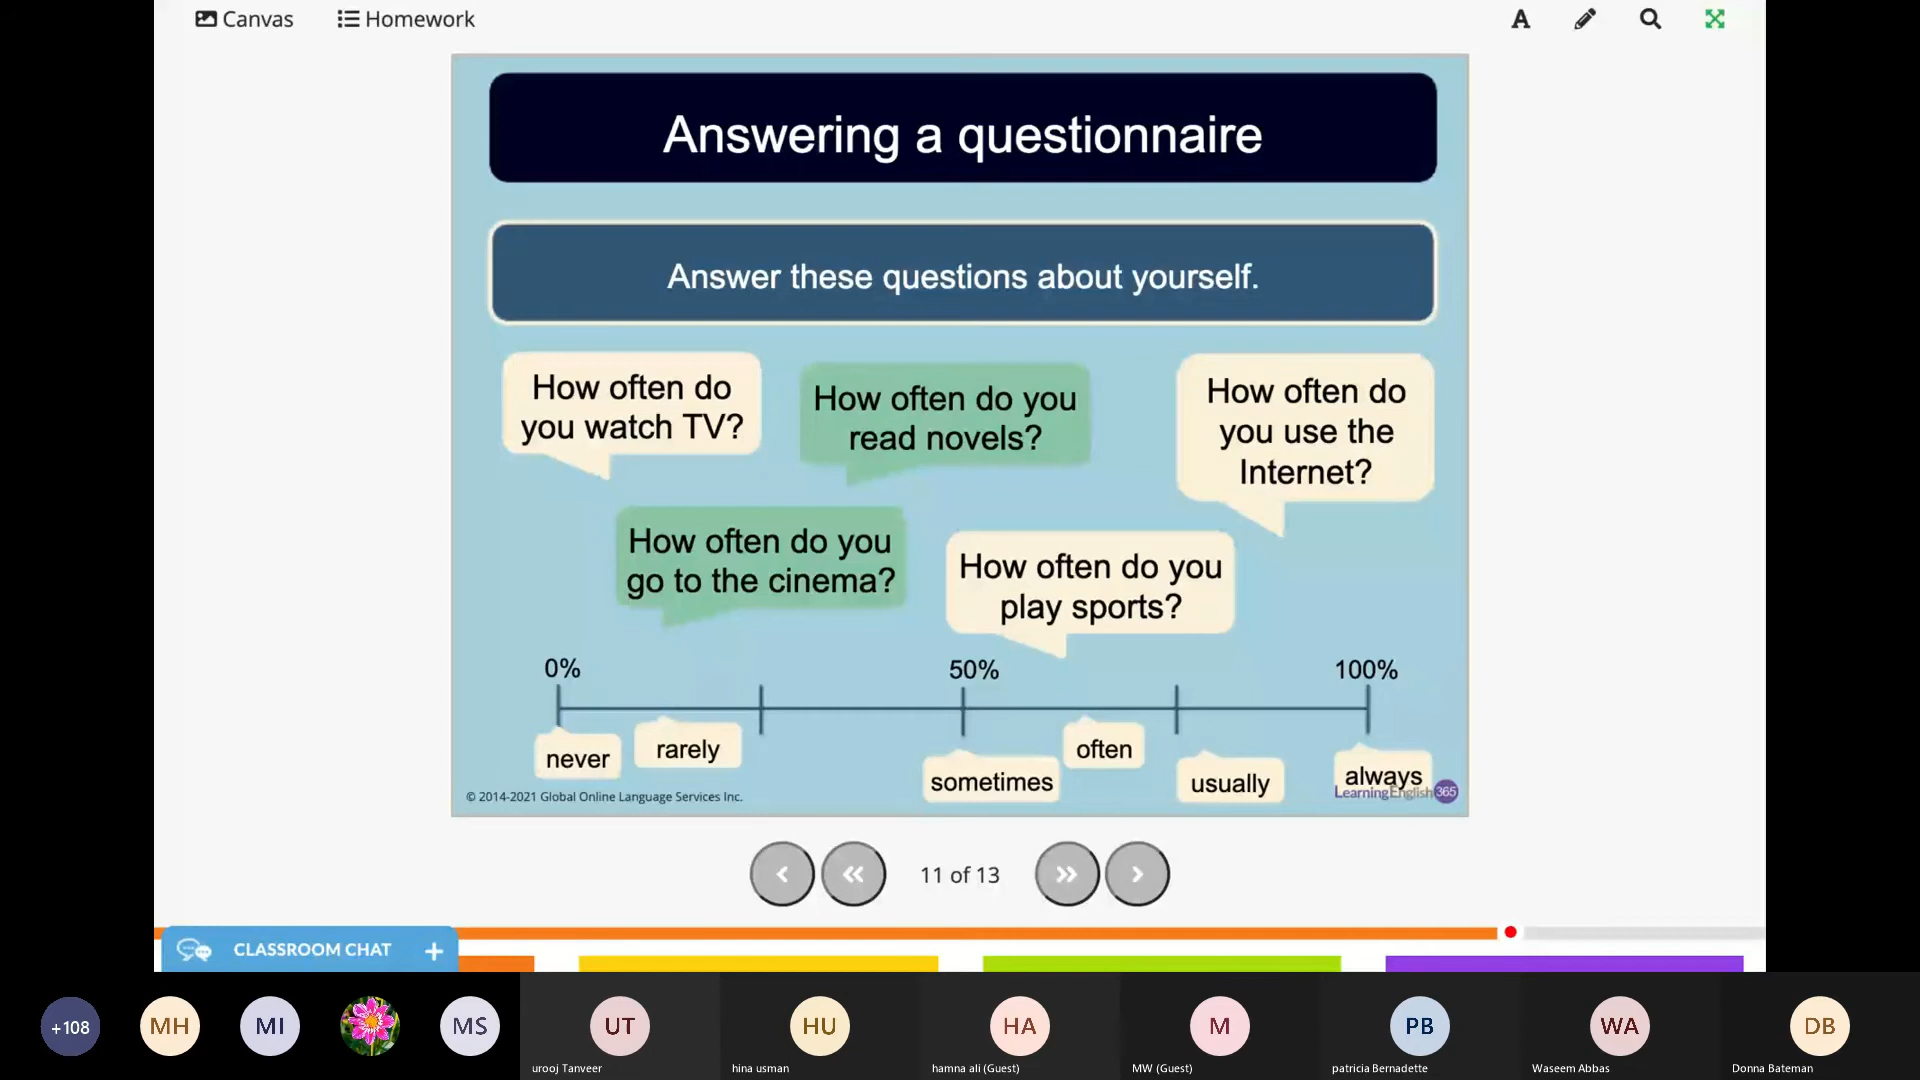 Canvas
Homework
A
Answering a questionnaire
Answer these questions about yourself.
How often do
you watch TV?
How often do you
read novels?
How often do
you use the
Internet?
How often do you
go to the cinema?
How often do you
play sports?
0%
50%
100%
never
rarely
sometimes
often
usually
always
© 2014-2021 Global Online Language Services Inc.
LearningEnglish 365
11 of 13
CLASSROOM CHAT +
+108
MH
MI
MS
UT
HU
HA
M
PB
WA
DB
urooj Tanveer
hina usman
hamna ali (Guest)
MW (Guest)
patricia Bernadette
Waseem Abbas
Donna Bateman